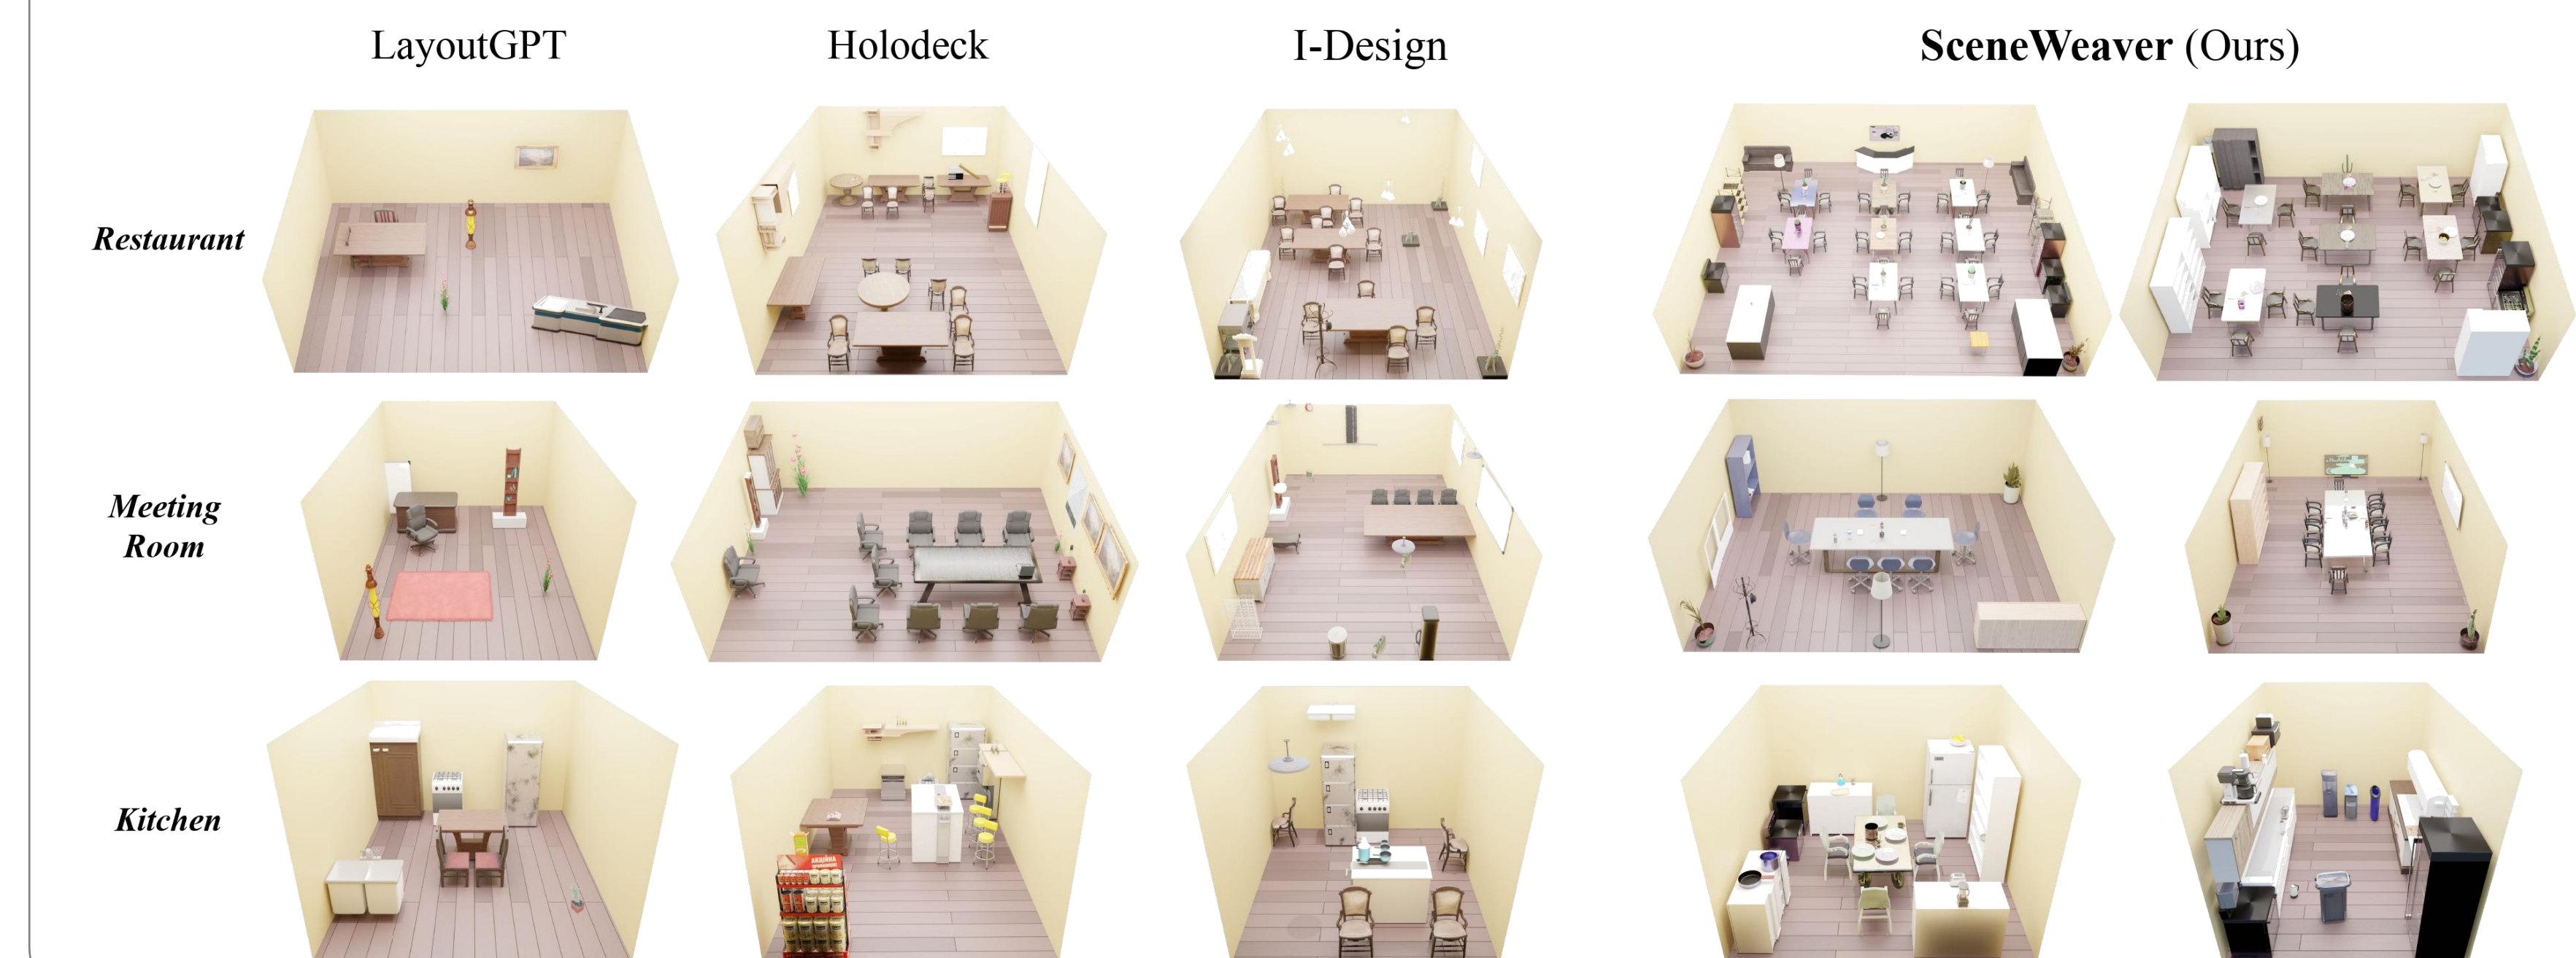 LayoutGPT Holodeck I-Design SceneWeaver (Ours)
Restaurant
Meeting
Room
Kitchen